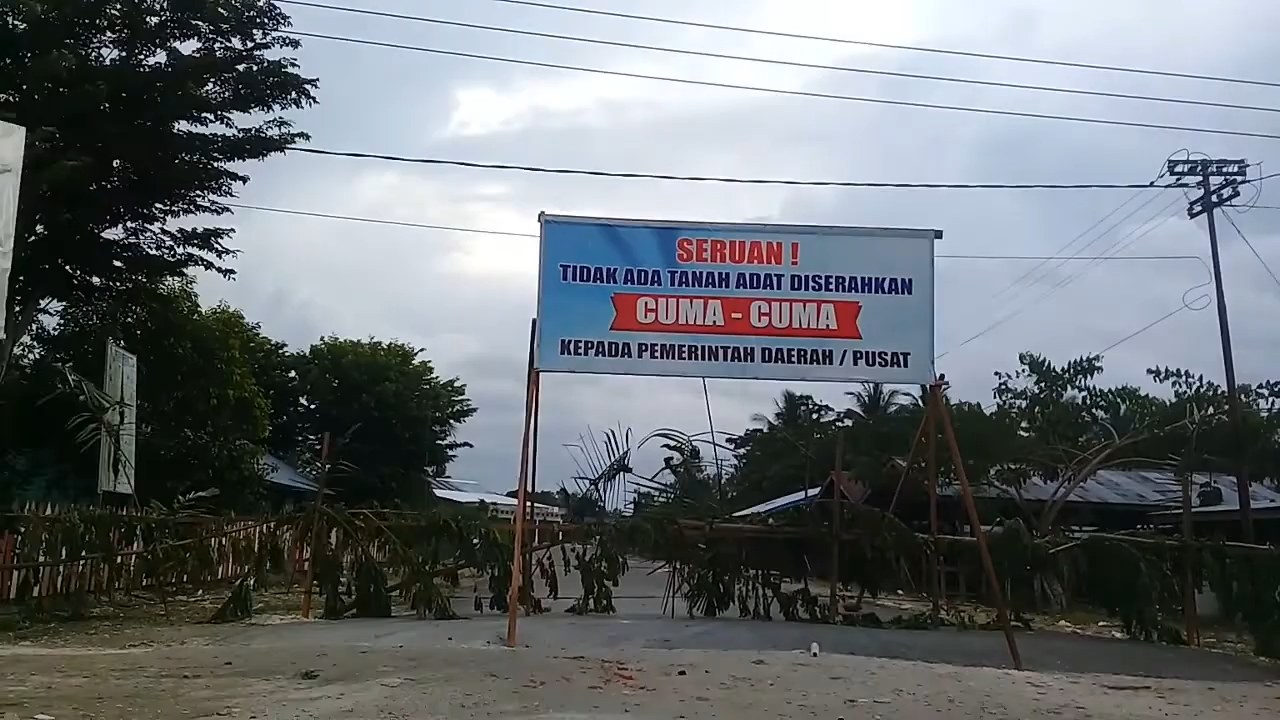 SERUAN !
TIDAK ADA TANAH ADAT DISERAHKAN
CUMA - CUMA
KEPADA PEMERINTAH DAERAH / PUSAT